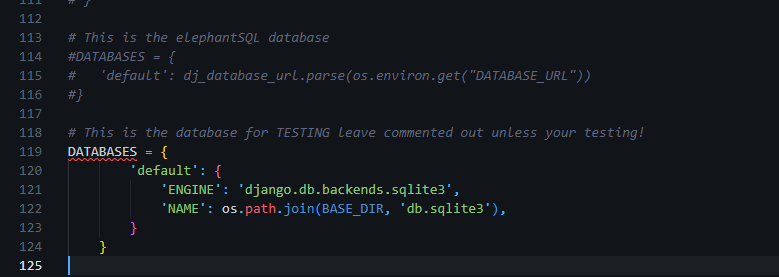 111 # }
112
113 # This is the elephantSQL database
114 #DATABASES = {
115 #   'default': dj_database_url.parse(os.environ.get("DATABASE_URL"))
116 #}
117
118 # This is the database for TESTING leave commented out unless your testing!
119 DATABASES = {
120         'default': {
121             'ENGINE': 'django.db.backends.sqlite3',
122             'NAME': os.path.join(BASE_DIR, 'db.sqlite3'),
123         }
124     }
125